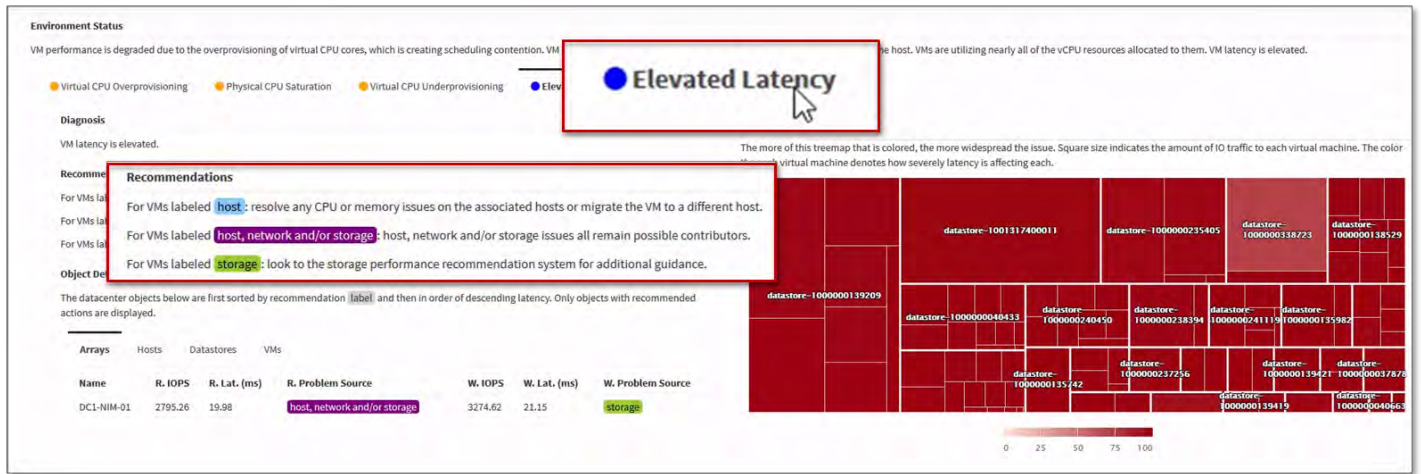 Environment Status
VM performance is degraded due to the overprovisioning of virtual CPU cores, which is creating scheduling contention. VM
he host. VMs are utilizing nearly all of the vCPU resources allocated to them. VM latency is elevated.
Virtual CPU Overprovisioning Physical CPU Saturation Virtual CPU Underprovisioning Elev
Elevated Latency
Diagnosis
VM latency is elevated.
The more of this treemap that is colored, the more widespread the issue. Square size indicates the amount of IO traffic to each virtual machine. The color
virtual machine denotes how severely latency is affecting each.
Recomme
For VMs lab
For VMs lab
For VMs lab
Recommendations
For VMs labeled host : resolve any CPU or memory issues on the associated hosts or migrate the VM to a different host.
For VMs labeled host, network and/or storage : host, network and/or storage issues all remain possible contributors.
For VMs labeled storage : look to the storage performance recommendation system for additional guidance.
Object De
The datacenter objects below are first sorted by recommendation label and then in order of descending latency. Only objects with recommended
actions are displayed.
Arrays Hosts Datastores VMs
Name R. IOPS R. Lat. (ms) R. Problem Source W. IOPS W. Lat. (ms) W. Problem Source
DC1-NIM-01 2795.26 19.98 host, network and/or storage 3274.62 21.15 storage
datastore-1000000139209
datastore-1001317400011
datastore-1000000235405
datastore-
1000000338723
datastore-
1000000138529
datastore-1000000040433
datastore-
1000000240450
datastore-
1000000238394
datastore-
1000000241119
datastore-
1000000135982
datastore-
1000000135742
datastore-
1000000237256
datastore-
1000000139421
datastore-
1000000037878
datastore-
1000000139419
datastore-
1000000040663
0 25 50 75 100